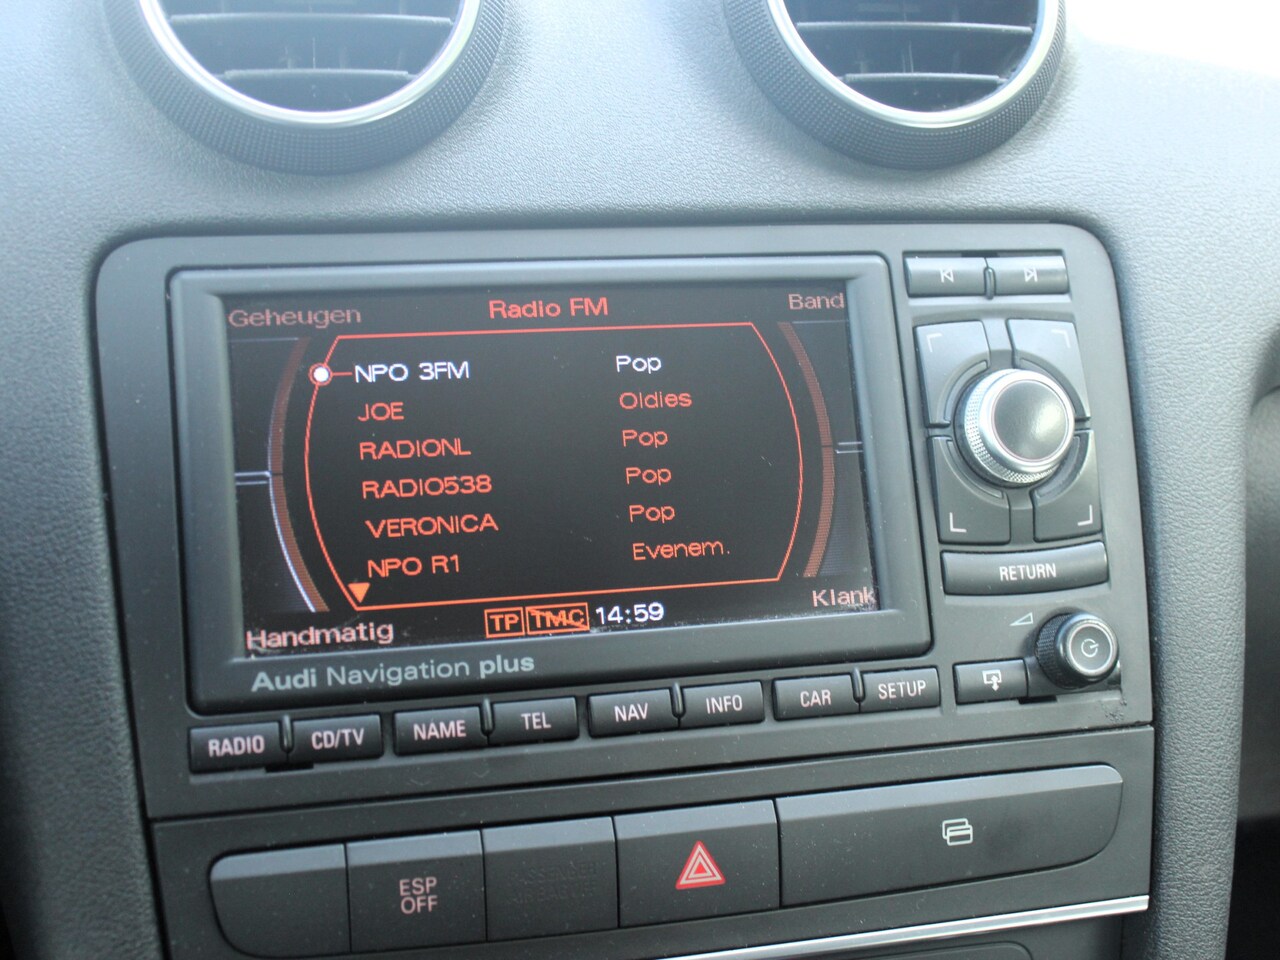 Geheugen Radio FM Band
NPO 3FM Pop
JOE Oldies
RADIONL Pop
RADIO538 Pop
VERONICA Pop
NPO R1 Evenem.
Handmatig TP TMC 14:59 Klank
Audi Navigation plus
RETURN
RADIO CD/TV NAME TEL NAV INFO CAR SETUP
ESP
OFF